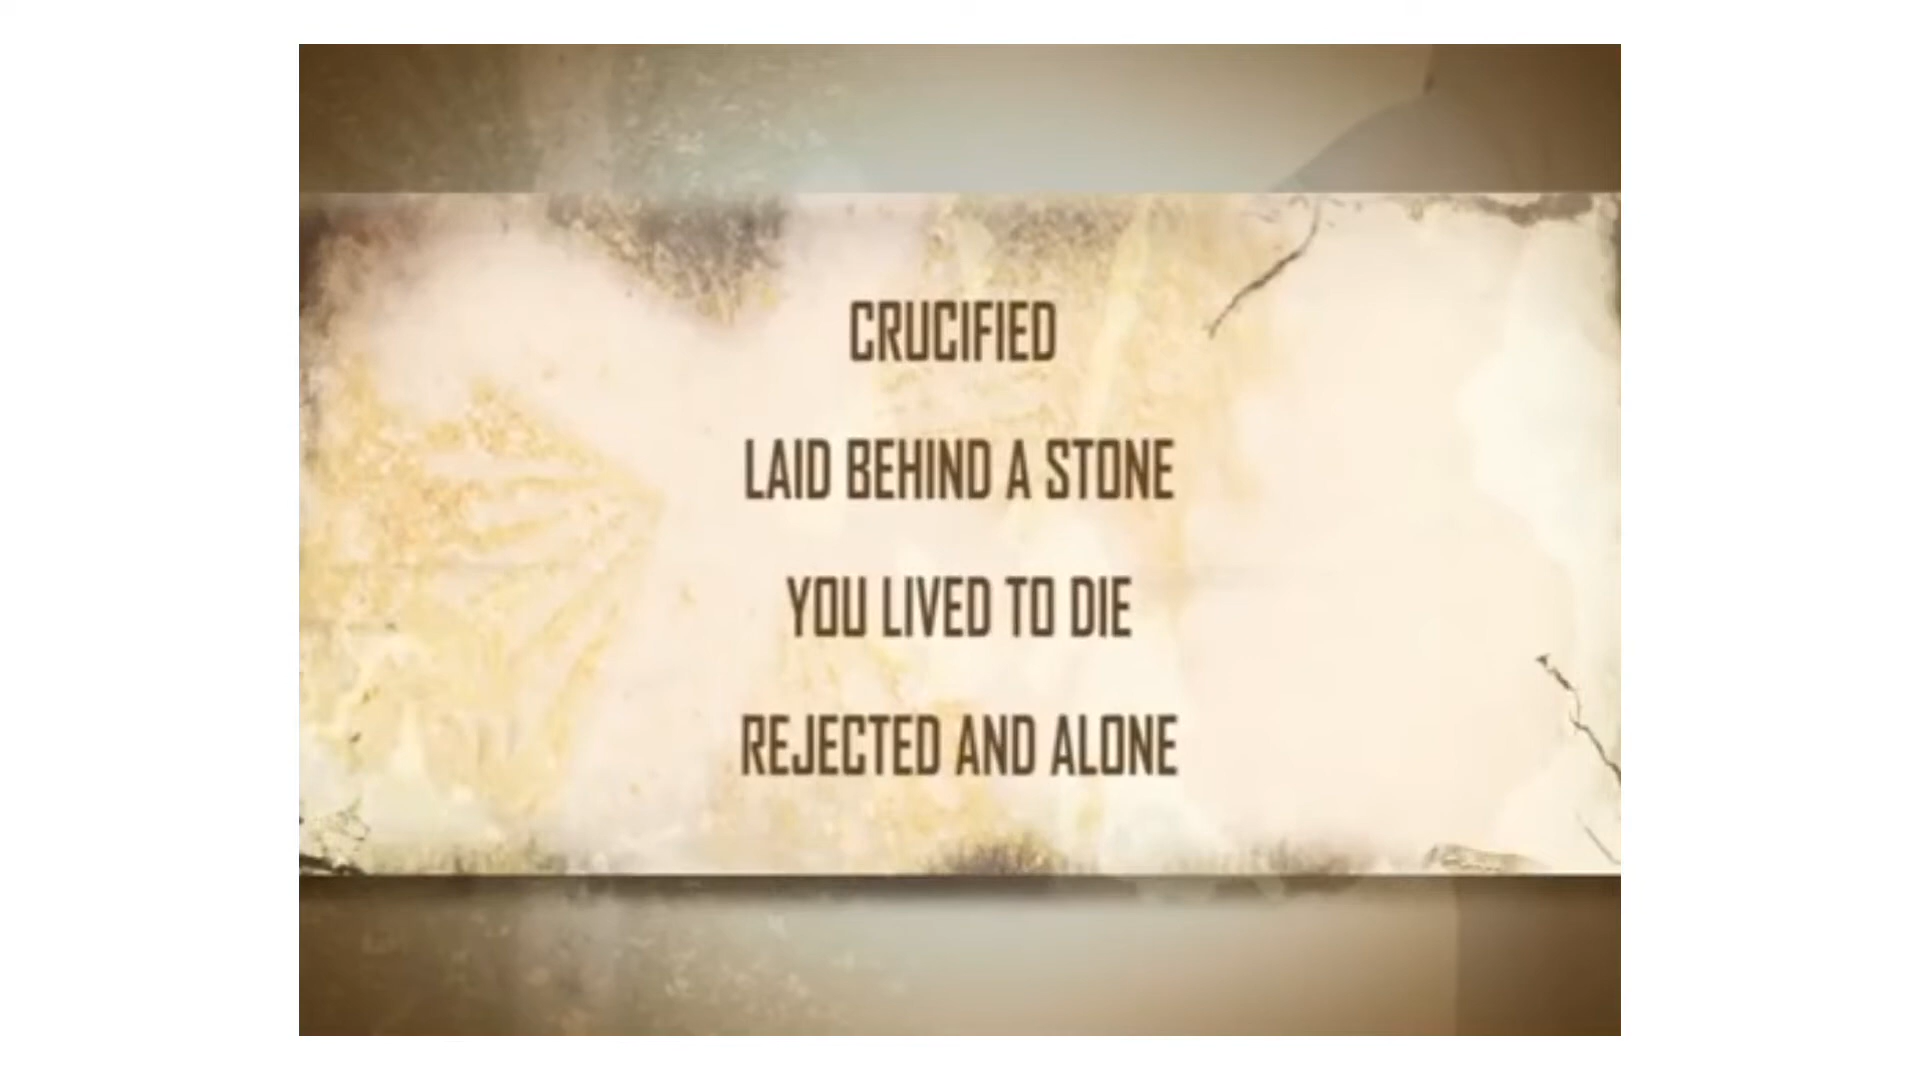 CRUCIFIED
LAID BEHIND A STONE
YOU LIVED TO DIE
REJECTED AND ALONE